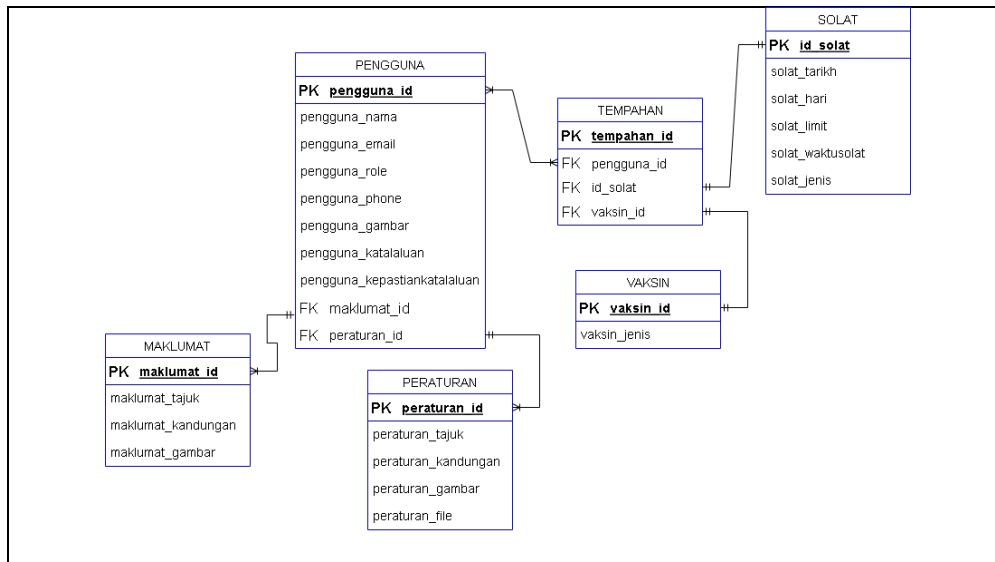 SOLAT
PK id_solat
solat_tarikh
solat_hari
solat_limit
solat_waktusolat
solat_jenis
PENGGUNA
PK pengguna_id
pengguna_nama
pengguna_email
pengguna_role
pengguna_phone
pengguna_gambar
pengguna_katalaluan
pengguna_kepastiankatalaluan
FK maklumat_id
FK peraturan_id
TEMPAHAN
PK tempahan_id
FK pengguna_id
FK id_solat
FK vaksin_id
VAKSIN
PK vaksin_id
vaksin_jenis
MAKLUMAT
PK maklumat_id
maklumat_tajuk
maklumat_kandungan
maklumat_gambar
PERATURAN
PK peraturan_id
peraturan_tajuk
peraturan_kandungan
peraturan_gambar
peraturan_file